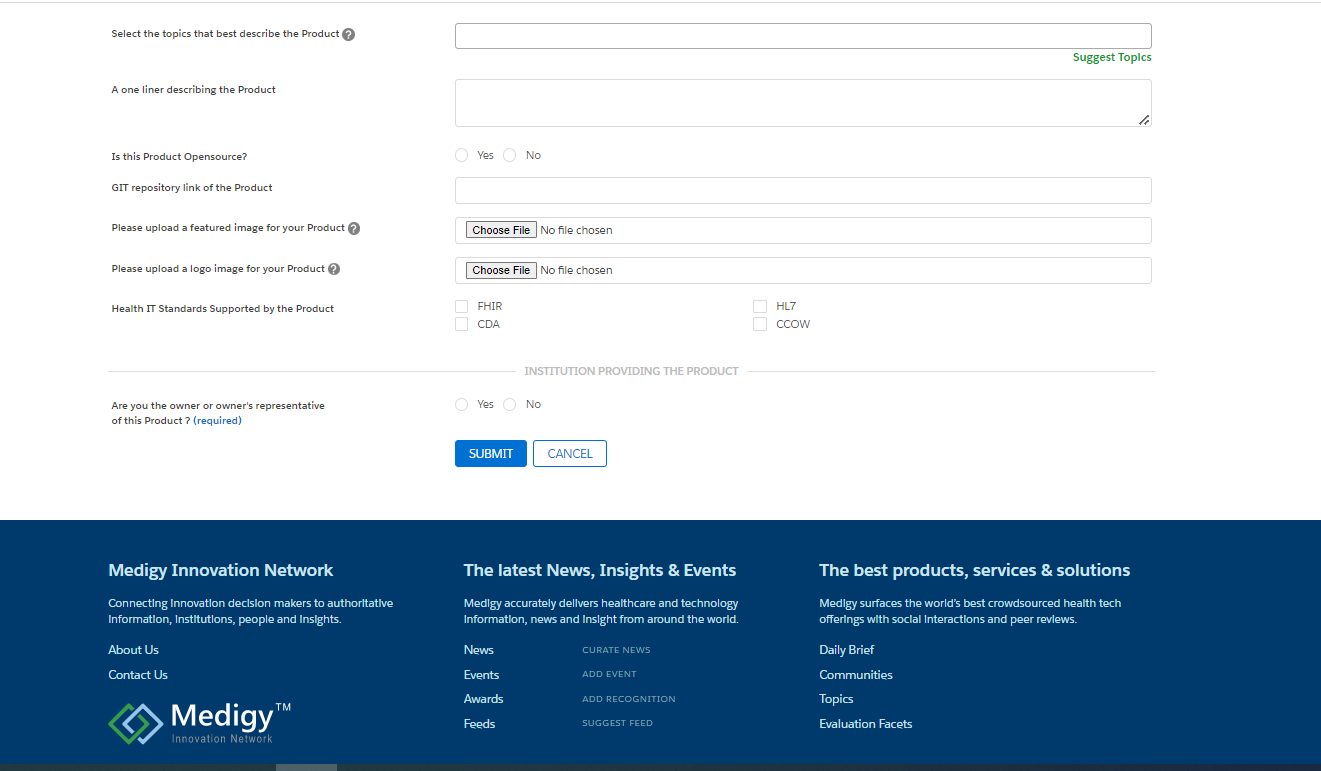 Select the topics that best describe the Product ?
Suggest Topics
A one liner describing the Product
Is this Product Opensource?
Yes No
GIT repository link of the Product
Please upload a featured image for your Product ?
Choose File No file chosen
Please upload a logo image for your Product ?
Choose File No file chosen
Health IT Standards Supported by the Product
FHIR HL7
CDA CCOW
INSTITUTION PROVIDING THE PRODUCT
Are you the owner or owner's representative
of this Product ? (required)
Yes No
SUBMIT CANCEL
Medigy Innovation Network
Connecting innovation decision makers to authoritative
information, institutions, people and insights.
About Us
Contact Us
Medigy™
Innovation Network
The latest News, Insights & Events
Medigy accurately delivers healthcare and technology
information, news and insight from around the world.
News CURATE NEWS
Events ADD EVENT
Awards ADD RECOGNITION
Feeds SUGGEST FEED
The best products, services & solutions
Medigy surfaces the world's best crowdsourced health tech
offerings with social interactions and peer reviews.
Daily Brief
Communities
Topics
Evaluation Facets